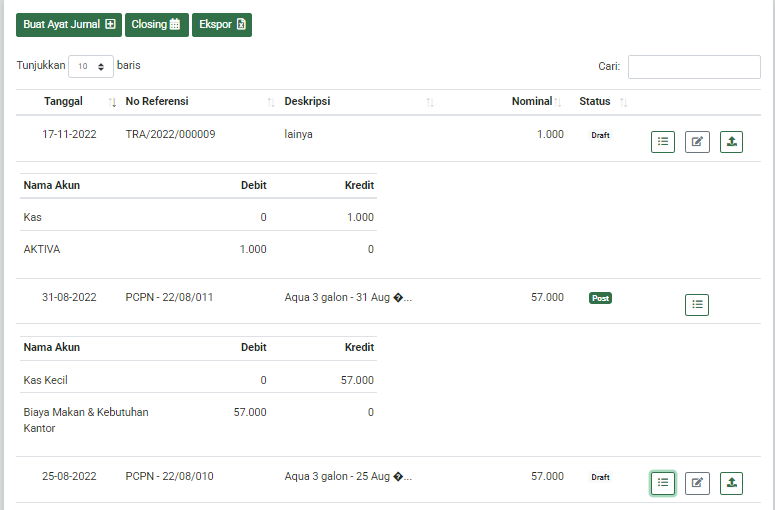 Buat Ayat Jurnal Closing Ekspor
Tunjukkan 10 baris Cari:
Tanggal No Referensi Deskripsi Nominal Status
17-11-2022 TRA/2022/000009 lainya 1.000 Draft
Nama Akun Debit Kredit
Kas 0 1.000
AKTIVA 1.000 0
31-08-2022 PCPN - 22/08/011 Aqua 3 galon - 31 Aug �... 57.000 Post
Nama Akun Debit Kredit
Kas Kecil 0 57.000
Biaya Makan & Kebutuhan 57.000 0
Kantor
25-08-2022 PCPN - 22/08/010 Aqua 3 galon - 25 Aug �... 57.000 Draft